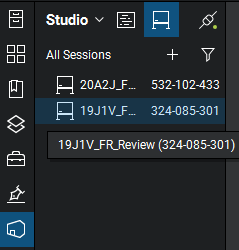 Studio
All Sessions
20A2J_F... 532-102-433
19J1V_F... 324-085-301
19J1V_FR_Review (324-085-301)